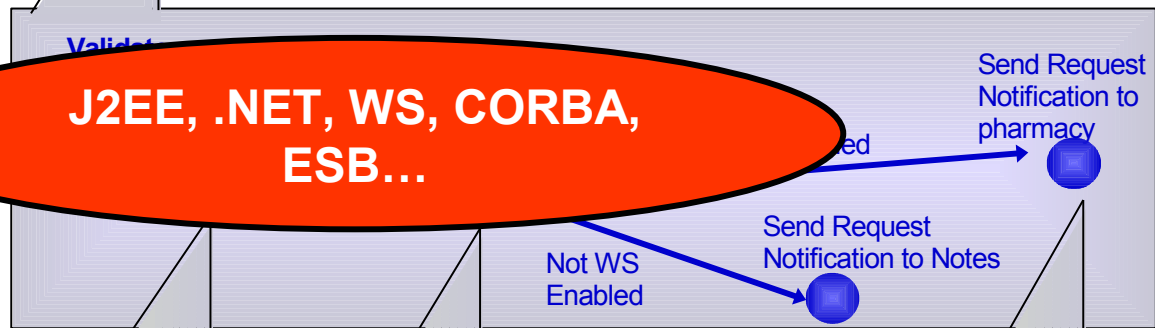 J2EE, .NET, WS, CORBA,
ESB…
Send Request
Notification to
pharmacy
Send Request
Notification to Notes
Not WS
Enabled